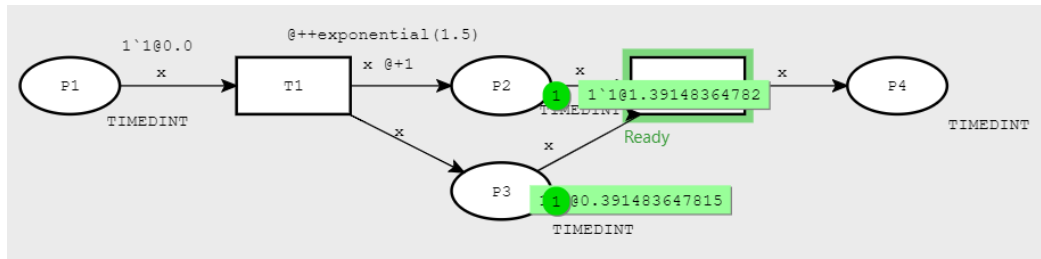 @++exponential(1.5)
1`1@0.0
x
x @+1
x
x
P1
T1
P2
1
1`1@1.39148364782
P4
TIMEDINT
TIMEDINT
TIMEDINT
x
x
Ready
P3
1
@0.391483647815
TIMEDINT